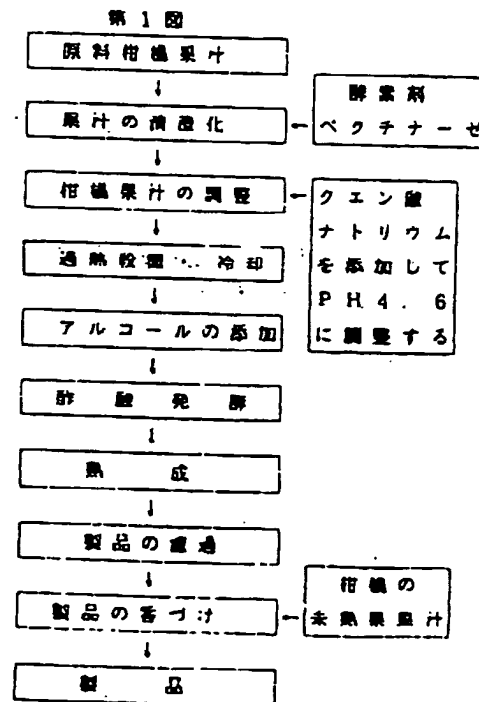 第1図
原料柑橘果汁
↓
果汁の清澄化
←
酵素剤
ペクチナーゼ
↓
柑橘果汁の調整
←
クエン酸
ナトリウム
を添加して
PH4.6
に調整する
↓
過熱殺菌・冷却
↓
アルコールの添加
↓
酢酸発酵
↓
熟成
↓
製品の濾過
↓
製品の香づけ
←
柑橘の
未熟果果汁
↓
製品